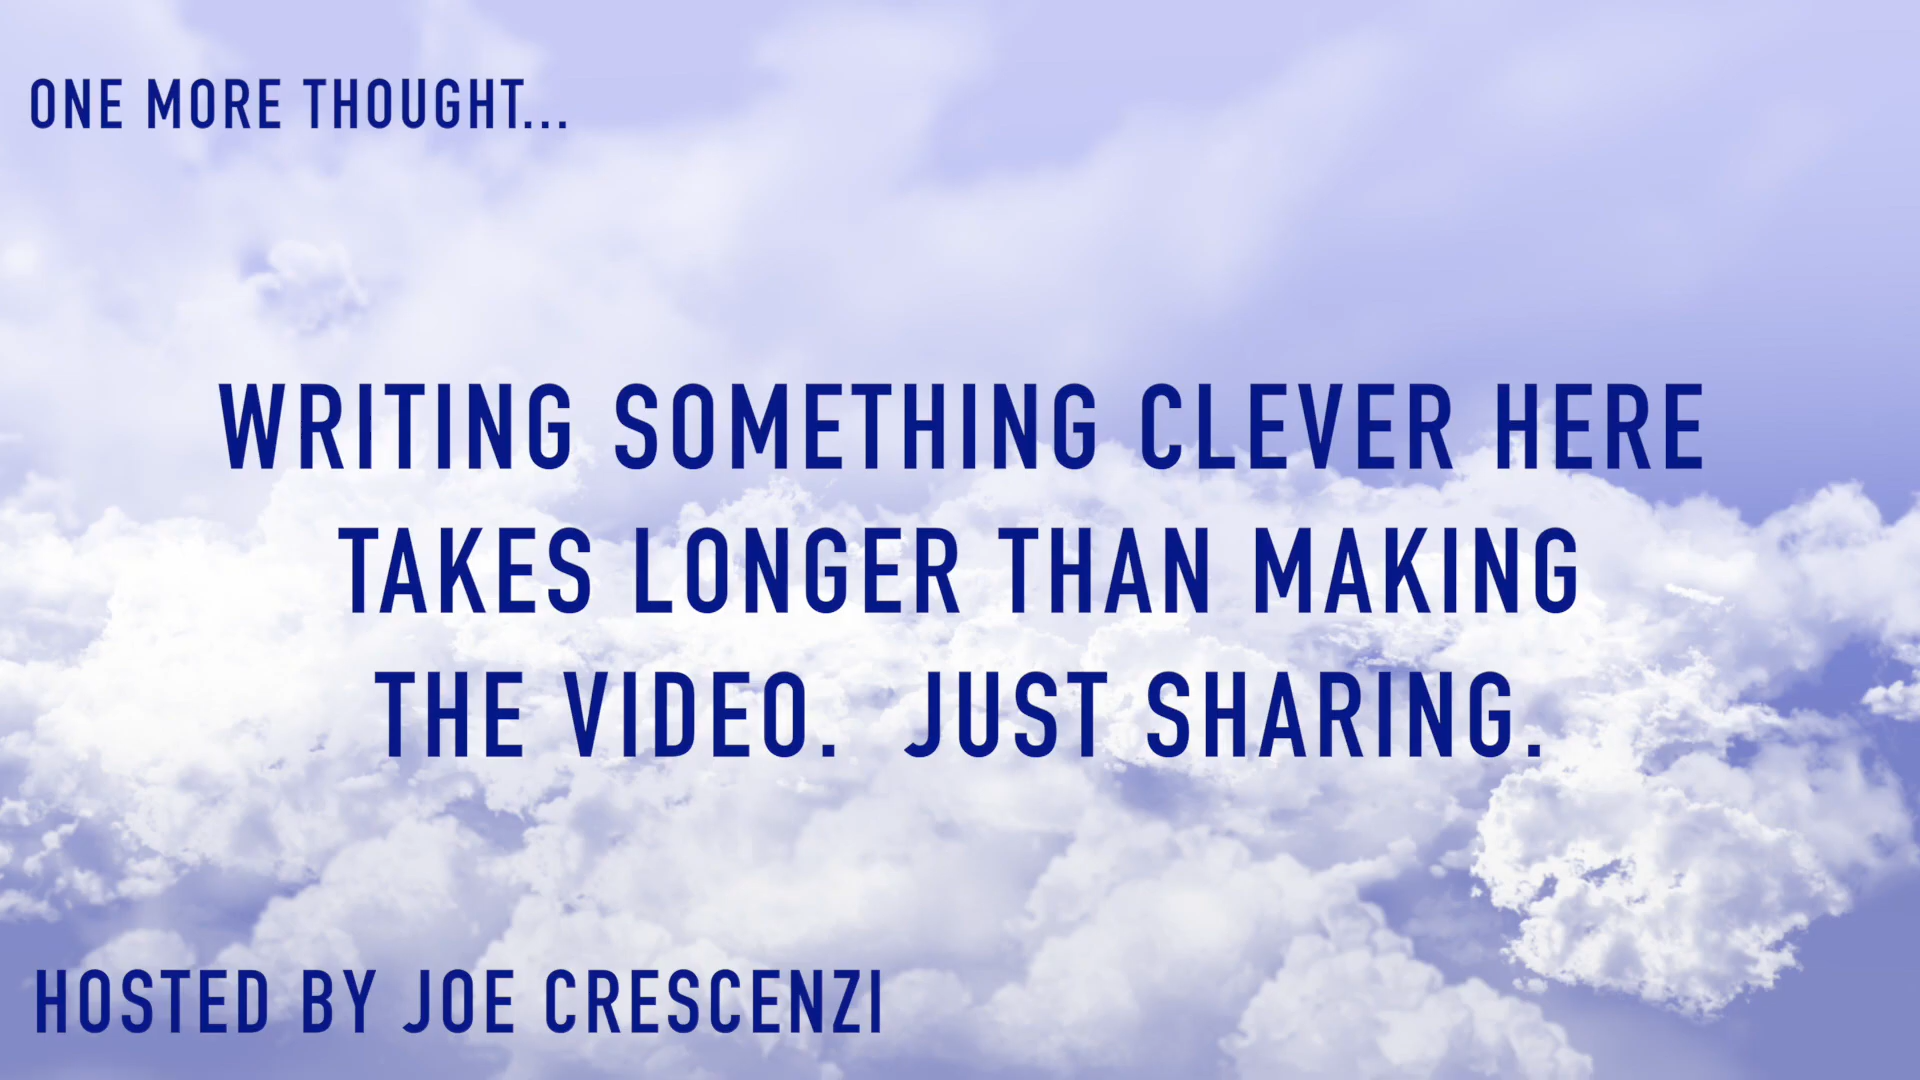 ONE MORE THOUGHT...
WRITING SOMETHING CLEVER HERE
TAKES LONGER THAN MAKING
THE VIDEO.  JUST SHARING.
HOSTED BY JOE CRESCENZI